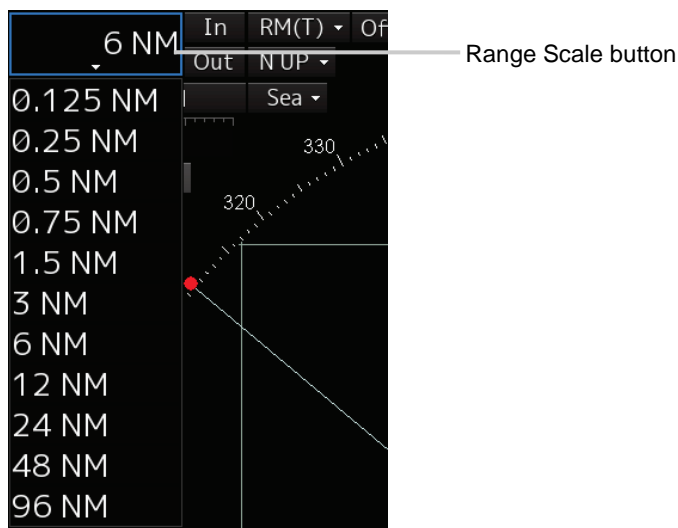 6 NM
In RM(T) Of
Out N UP
Sea
Range Scale button
0.125 NM
0.25 NM
0.5 NM
0.75 NM
1.5 NM
3 NM
6 NM
12 NM
24 NM
48 NM
96 NM
330
320